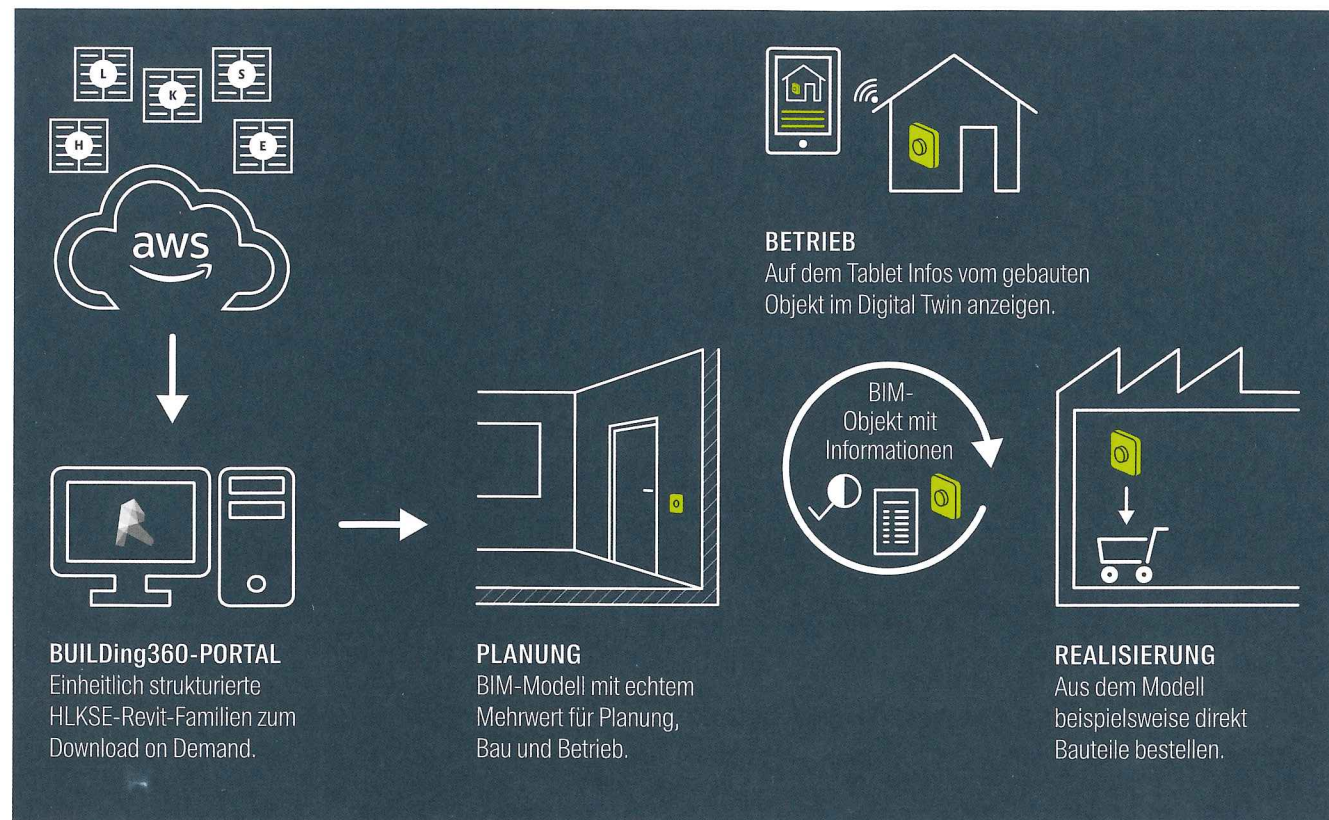 L
S
K
H
E
aws
BUILDing360-PORTAL
Einheitlich strukturierte
HLKSE-Revit-Familien zum
Download on Demand.
PLANUNG
BIM-Modell mit echtem
Mehrwert für Planung,
Bau und Betrieb.
BETRIEB
Auf dem Tablet Infos vom gebauten
Objekt im Digital Twin anzeigen.
BIM-
Objekt mit
Informationen
REALISIERUNG
Aus dem Modell
beispielsweise direkt
Bauteile bestellen.